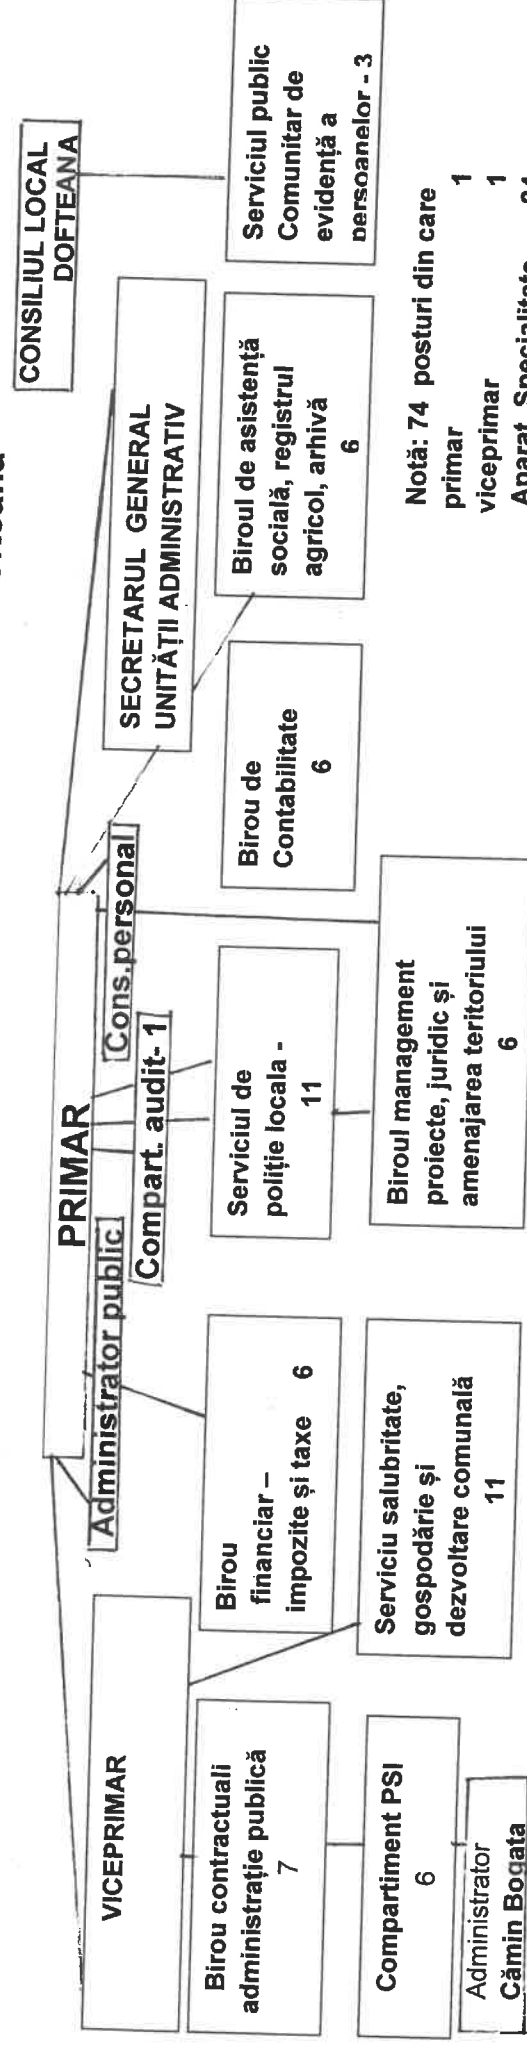 CONSILIUL LOCAL
DOFTEANA
PRIMAR
Administrator public
Cons.personal
Compart. audit- 1
VICEPRIMAR
SECRETARUL GENERAL
UNITĂȚII ADMINISTRATIV
Birou contractuali
administrație publică
7
Birou
financiar –
impozite și taxe 6
Serviciul de
poliție locala -
11
Birou de
Contabilitate
6
Biroul de asistență
socială, registrul
agricol, arhivă
6
Serviciul public
Comunitar de
evidență a
persoanelor - 3
Compartiment PSI
6
Serviciu salubritate,
gospodărie și
dezvoltare comunală
11
Biroul management
proiecte, juridic și
amenajarea teritoriului
6
Administrator
Cămin Bogata
Notă: 74 posturi din care
primar 1
viceprimar 1
Aparat Specialitate